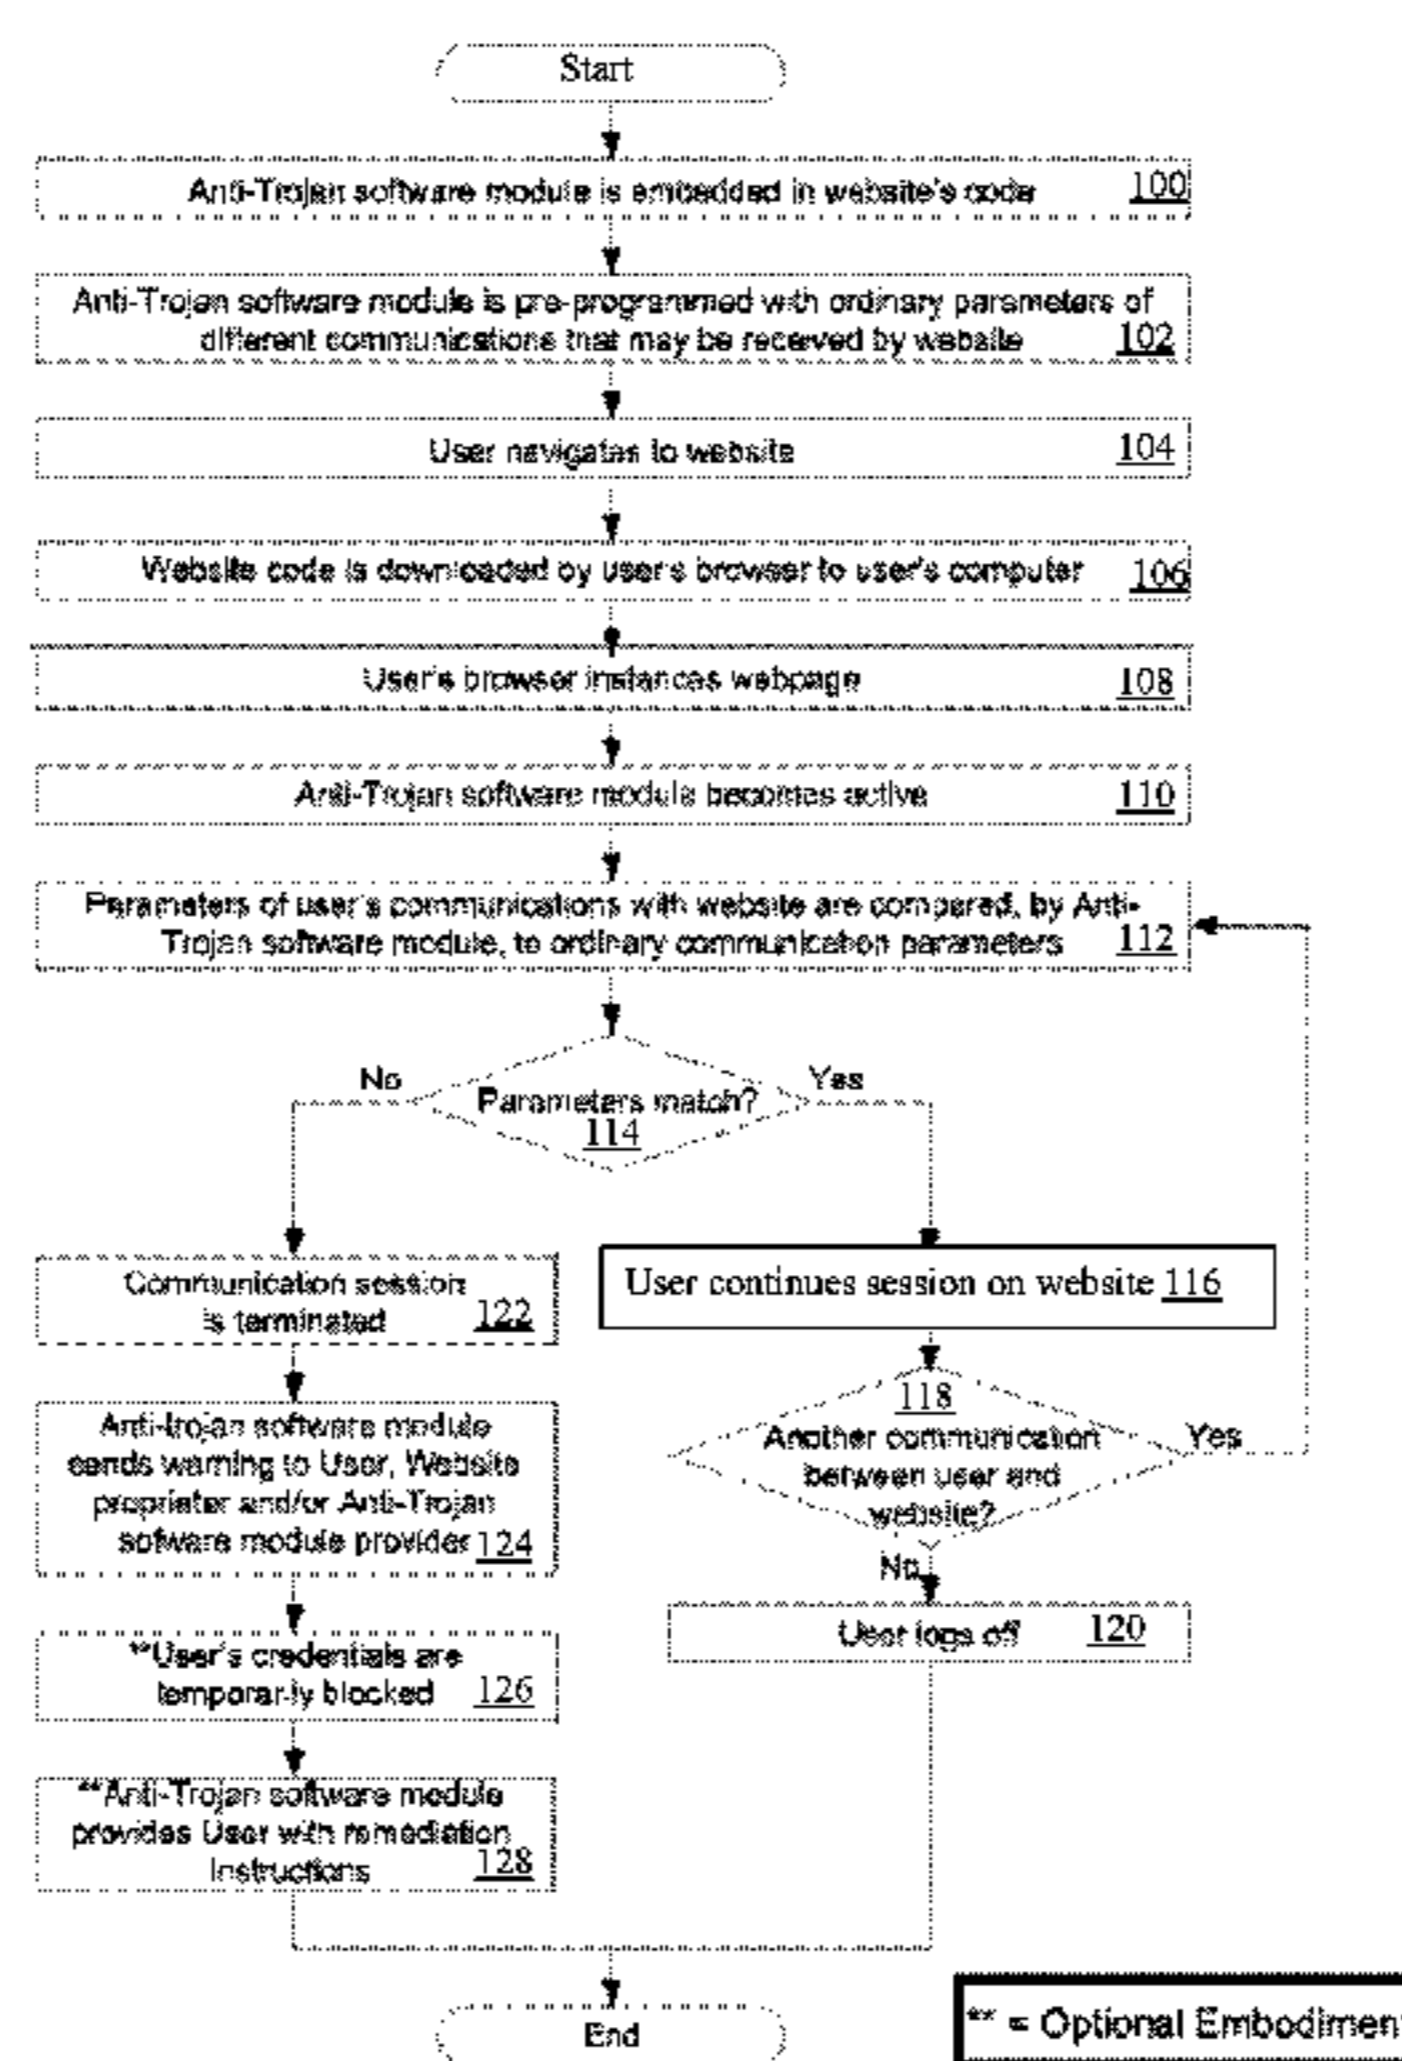 Start
Anti-Trojan software module is embedded in website's code 100
Anti-Trojan software module is pre-programmed with ordinary parameters of
different communications that may be received by website 102
User navigates to website 104
Website code is downloaded by user's browser to user's computer 106
User's browser instances webpage 108
Anti-Trojan software module becomes active 110
Parameters of user's communications with website are compared, by Anti-
Trojan software module, to ordinary communication parameters 112
No
Yes
Parameters match?
114
Communication session
is terminated 122
User continues session on website 116
Anti-trojan software module
sends warning to User, Website
proprieter and/or Anti-Trojan
sofware module provider 124
118
Another communication
between user and
website?
Yes
No
**User's credentials are
temporarily blocked 126
User logs off 120
**Anti-Trojan software module
provides User with remediation
Instructions 128
End
** = Optional Embodimen